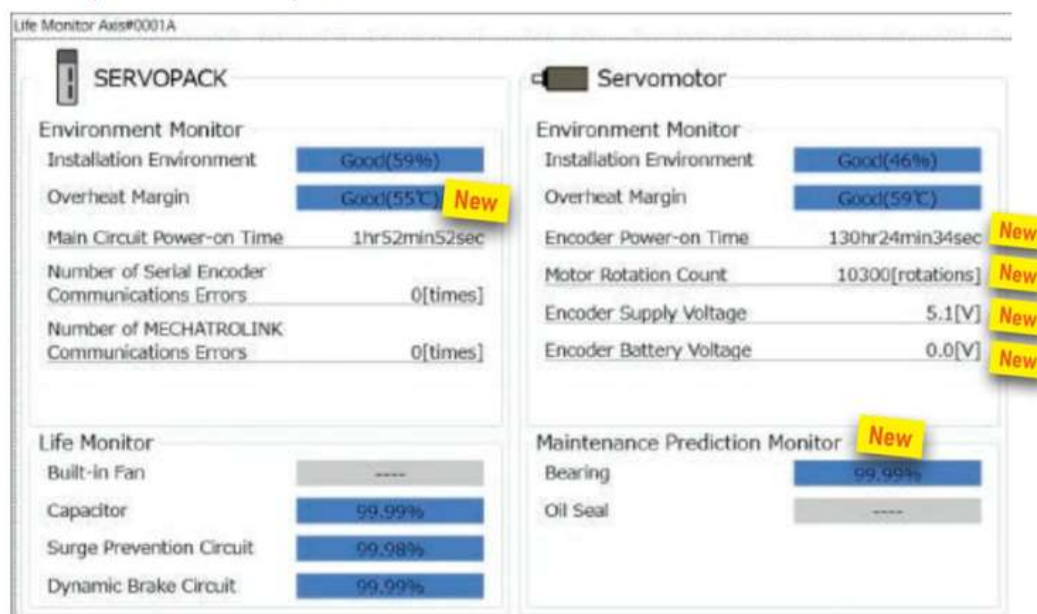 Life Monitor Axis#0001A
SERVOPACK
Environment Monitor
Installation Environment Good(59%)
Overheat Margin Good(55℃) New
Main Circuit Power-on Time 1hr52min52sec
Number of Serial Encoder
Communications Errors 0[times]
Number of MECHATROLINK
Communications Errors 0[times]
Life Monitor
Built-in Fan ----
Capacitor 99.99%
Surge Prevention Circuit 99.98%
Dynamic Brake Circuit 99.99%
Servomotor
Environment Monitor
Installation Environment Good(46%)
Overheat Margin Good(59℃)
Encoder Power-on Time 130hr24min34sec New
Motor Rotation Count 10300[rotations] New
Encoder Supply Voltage 5.1[V] New
Encoder Battery Voltage 0.0[V] New
Maintenance Prediction Monitor New
Bearing 99.99%
Oil Seal ----